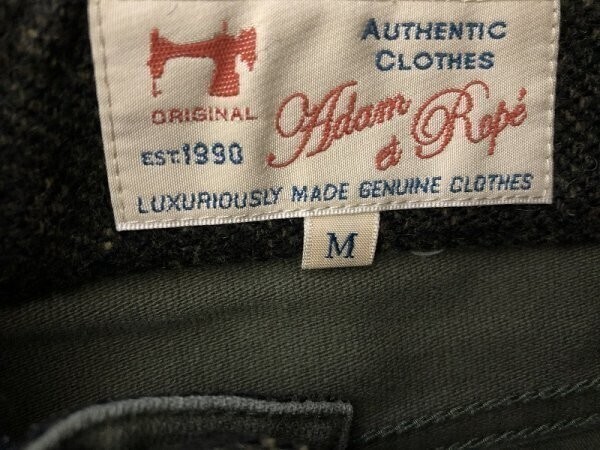 AUTHENTIC
CLOTHES
ORIGINAL
Adam
et Ropé
EST:1990
LUXURIOUSLY MADE GENUINE CLOTHES
M